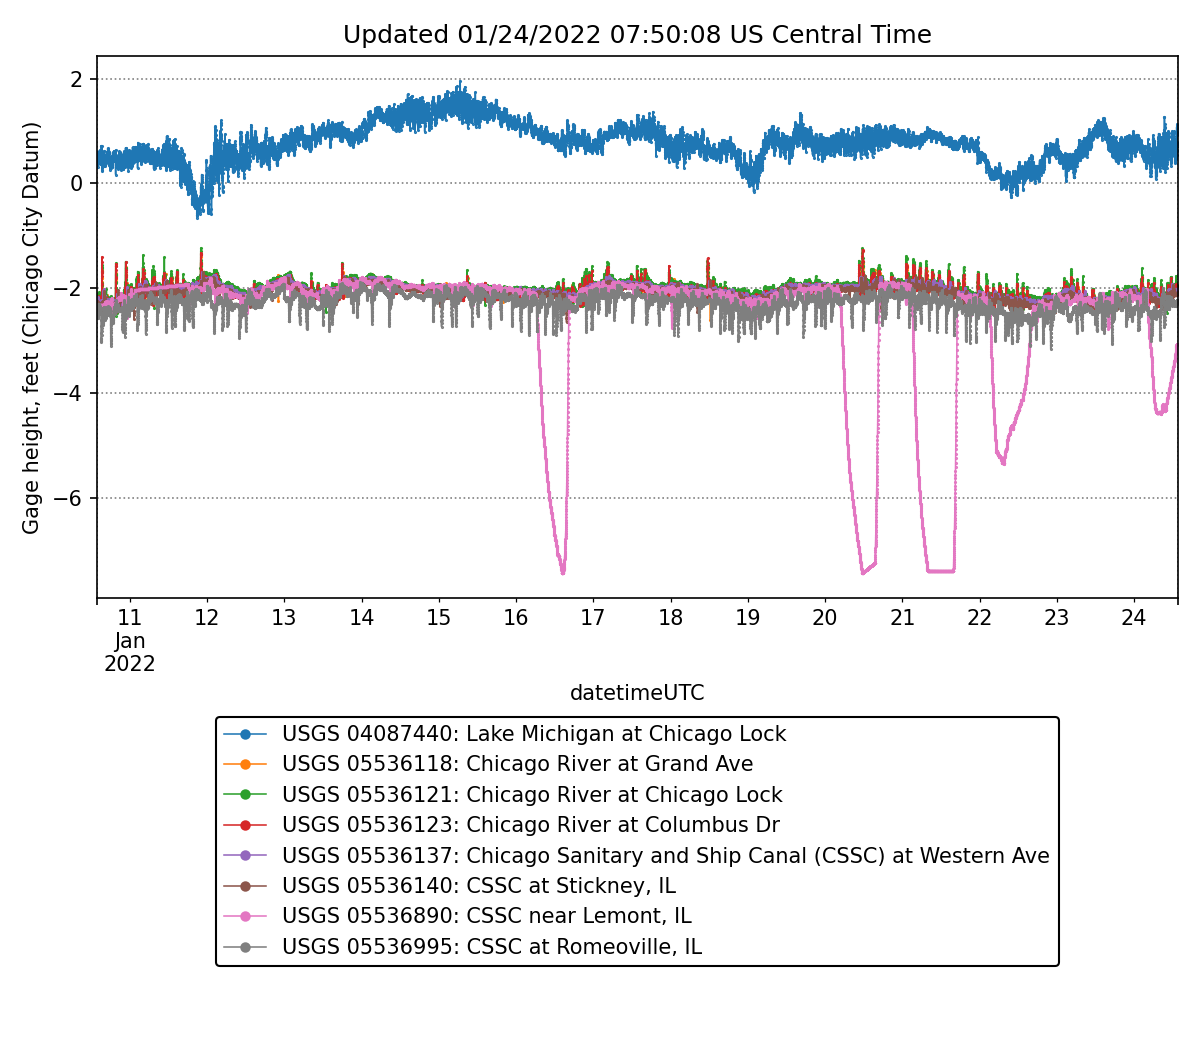 Updated 01/24/2022 07:50:08 US Central Time
Gage height, feet (Chicago City Datum)
2
0
−2
−4
−6
11 12 13 14 15 16 17 18 19 20 21 22 23 24
Jan
2022
datetimeUTC
USGS 04087440: Lake Michigan at Chicago Lock
USGS 05536118: Chicago River at Grand Ave
USGS 05536121: Chicago River at Chicago Lock
USGS 05536123: Chicago River at Columbus Dr
USGS 05536137: Chicago Sanitary and Ship Canal (CSSC) at Western Ave
USGS 05536140: CSSC at Stickney, IL
USGS 05536890: CSSC near Lemont, IL
USGS 05536995: CSSC at Romeoville, IL